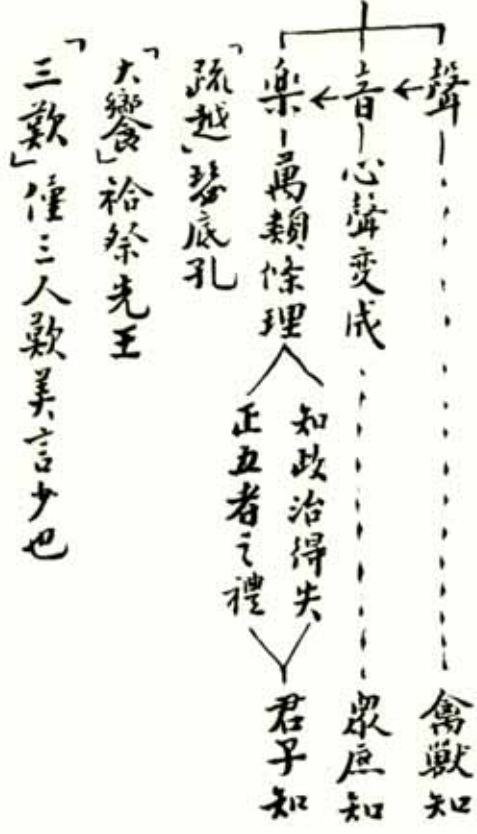 聲 禽獸知
音 心聲変成 眾庶知
楽 萬類條理 知政治得失 正五者之禮 君子知
「疏越」瑟底孔
「大饗」祫祭先王
「三歎」僅三人歎美言少也